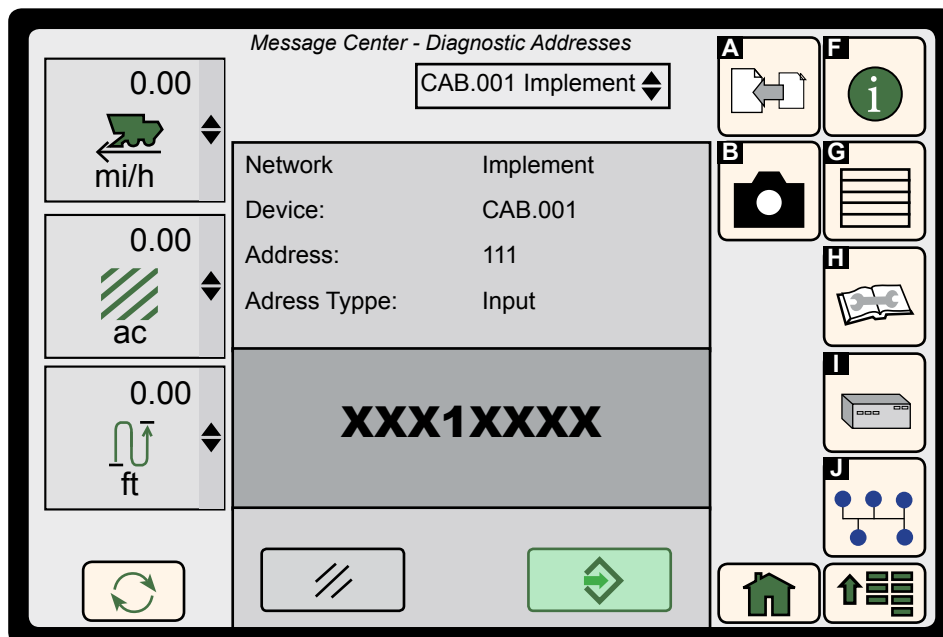 Message Center - Diagnostic Addresses
CAB.001 Implement
0.00
mi/h
0.00
ac
0.00
ft
Network Implement
Device: CAB.001
Address: 111
Adress Typpe: Input
XXX1XXXX
A
F
i
B
G
H
I
J